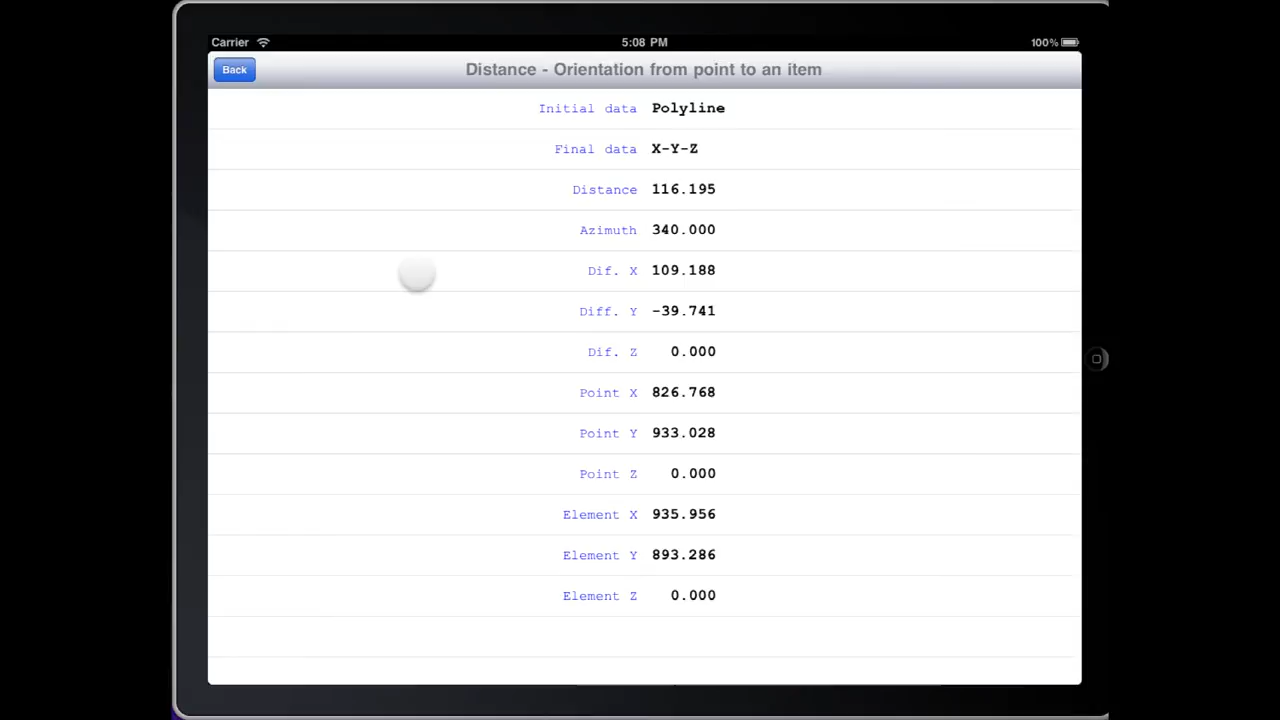 Carrier 5:08 PM 100%
Back Distance - Orientation from point to an item
Initial data Polyline
Final data X-Y-Z
Distance 116.195
Azimuth 340.000
Dif. X 109.188
Diff. Y -39.741
Dif. Z 0.000
Point X 826.768
Point Y 933.028
Point Z 0.000
Element X 935.956
Element Y 893.286
Element Z 0.000